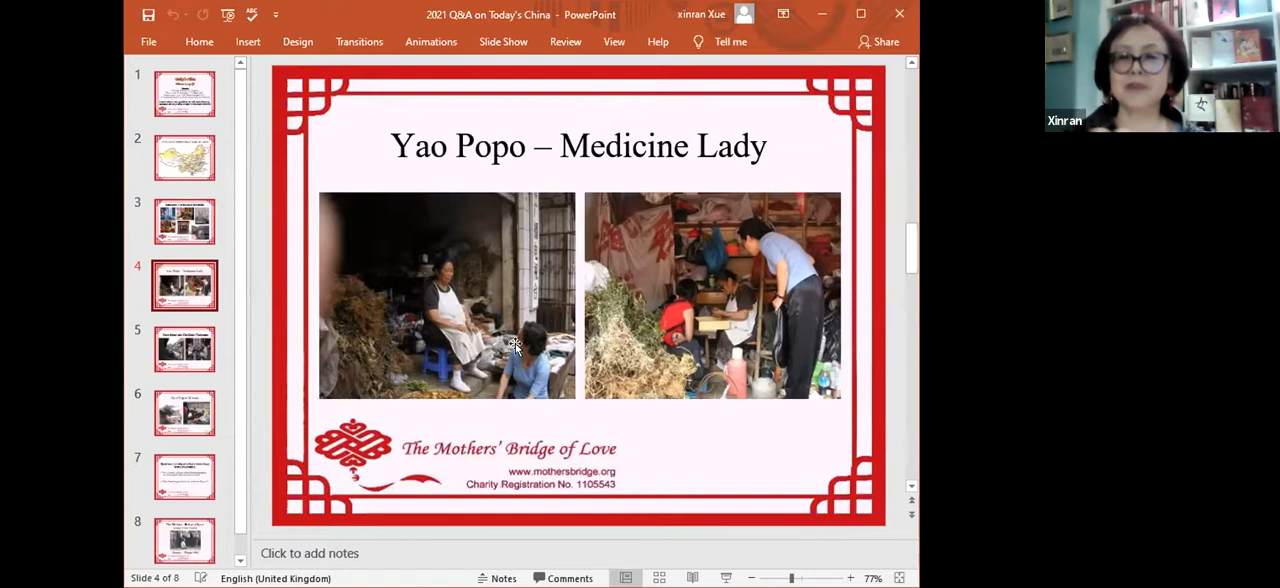 2021 Q&A on Today's China - PowerPoint
xinran Xue
File Home Insert Design Transitions Animations Slide Show Review View Help Tell me Share
1
2
3
4
5
6
7
8
Yao Popo – Medicine Lady
The Mothers' Bridge of Love
www.mothersbridge.org
Charity Registration No. 1105543
Click to add notes
Slide 4 of 8 English (United Kingdom) Notes Comments 77%
Xinran